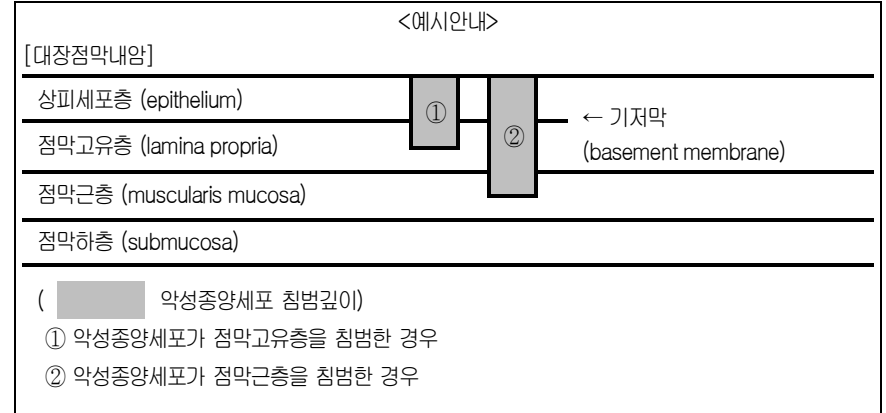 <예시안내>
[대장점막내암]
상피세포층 (epithelium)
①
← 기저막
②
점막고유층 (lamina propria)
(basement membrane)
점막근층 (muscularis mucosa)
점막하층 (submucosa)
( 악성종양세포 침범깊이)
① 악성종양세포가 점막고유층을 침범한 경우
② 악성종양세포가 점막근층을 침범한 경우